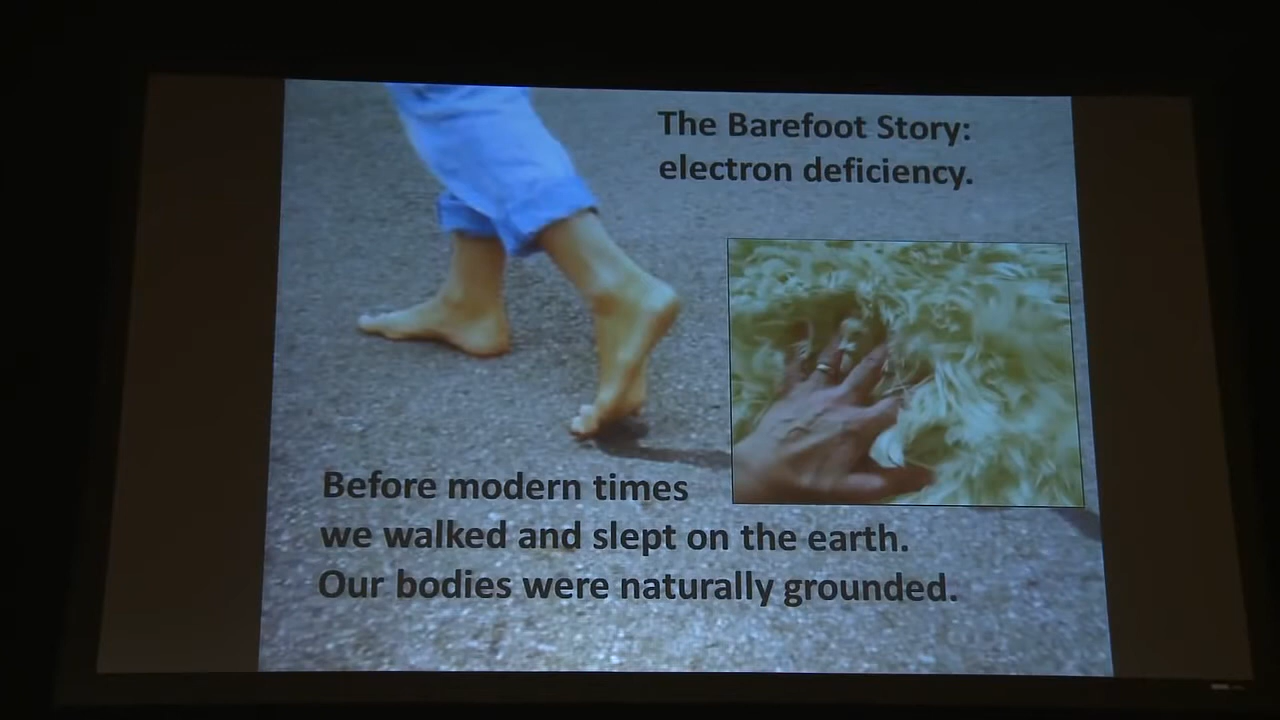 The Barefoot Story:
electron deficiency.
Before modern times
we walked and slept on the earth.
Our bodies were naturally grounded.